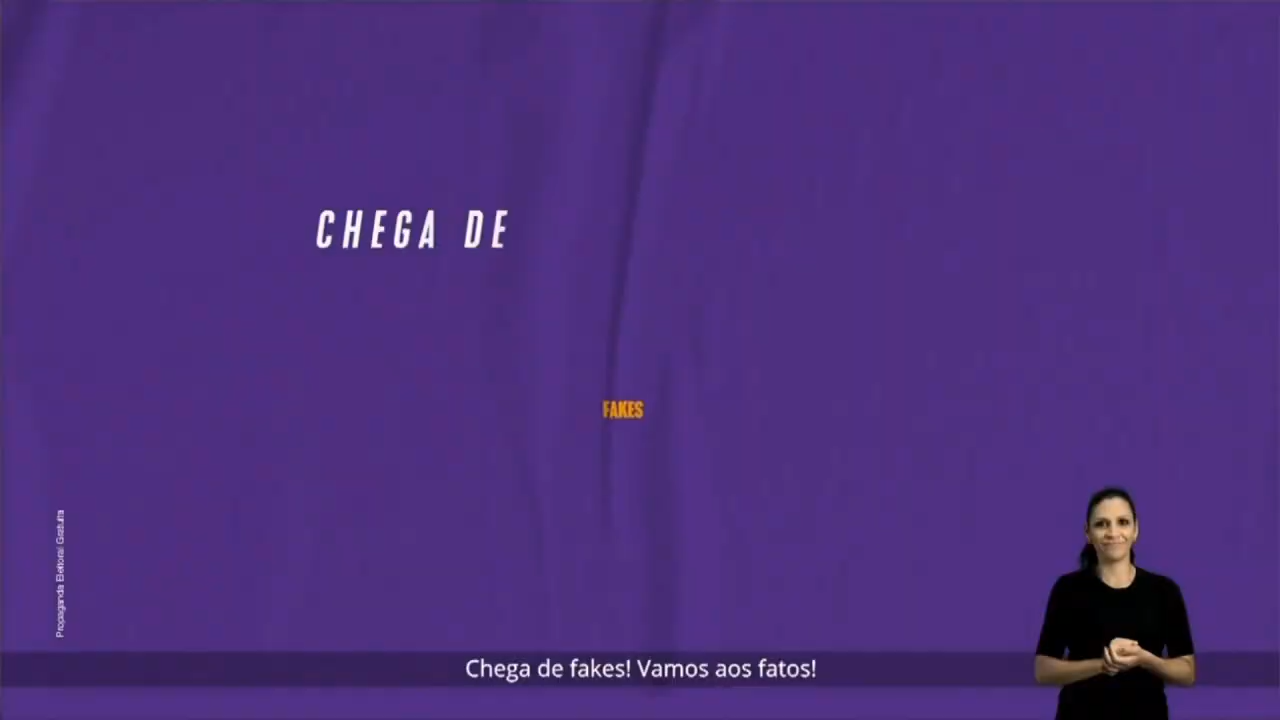 CHEGA DE
FAKES
Propaganda Eleitoral Gratuita
Chega de fakes! Vamos aos fatos!